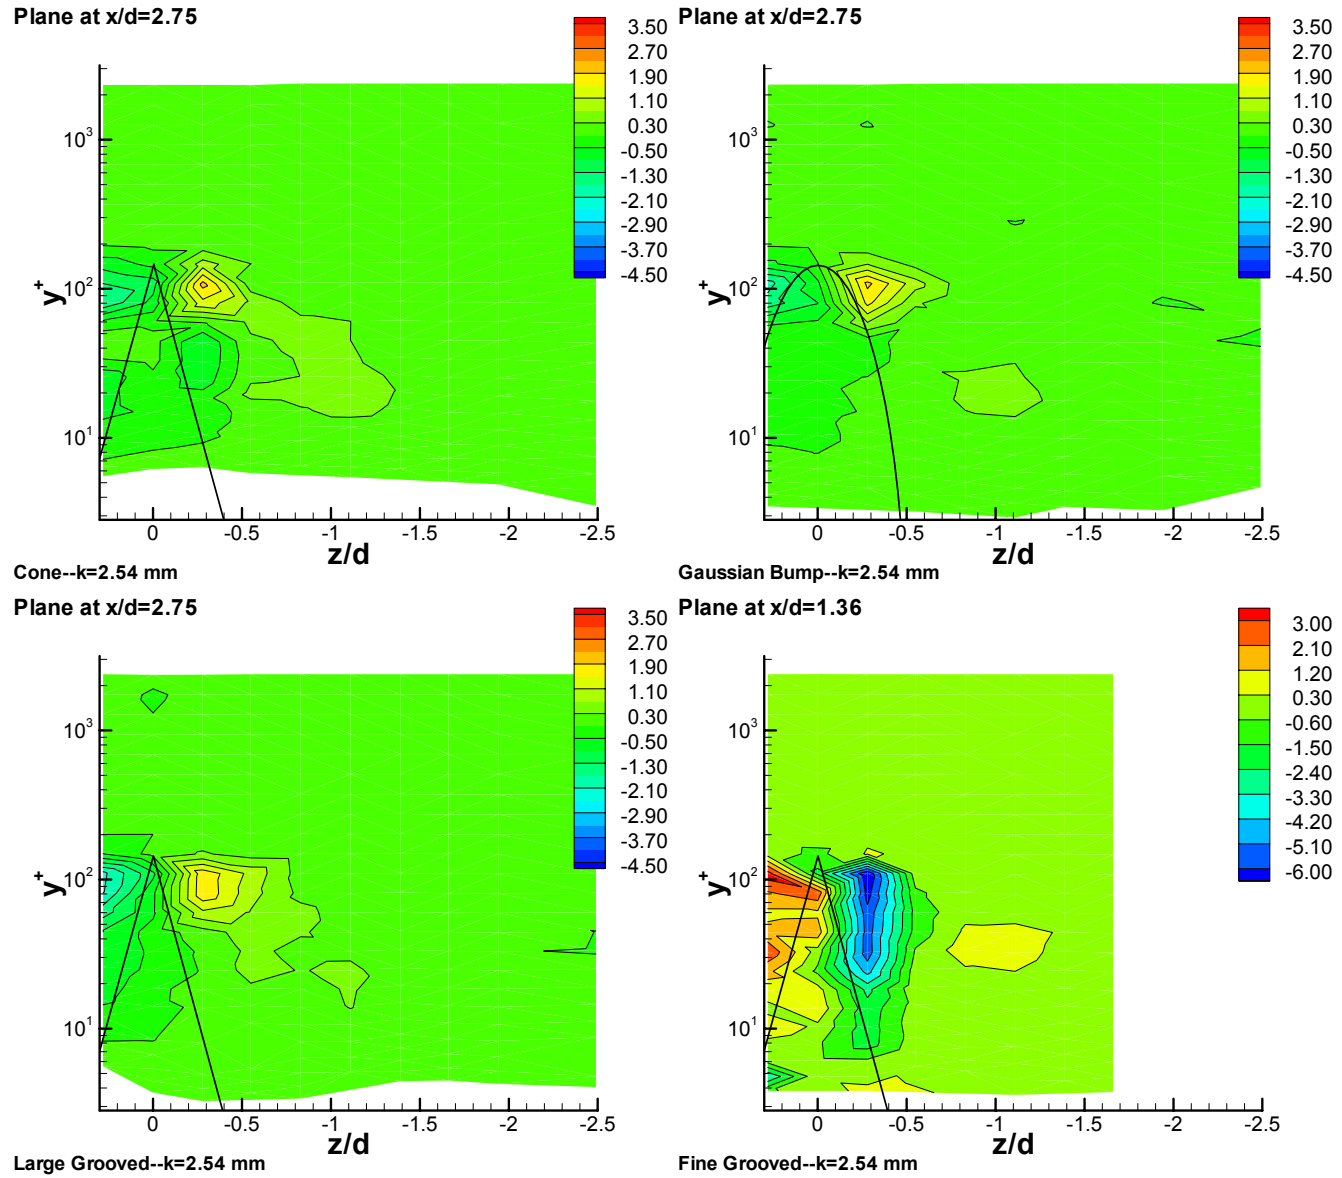 Plane at x/d=2.75
3.50
2.70
1.90
1.10
0.30
-0.50
-1.30
-2.10
-2.90
-3.70
-4.50
10³
10²
10¹
y⁺
0 -0.5 -1 -1.5 -2 -2.5
z/d
Cone--k=2.54 mm
Plane at x/d=2.75
3.50
2.70
1.90
1.10
0.30
-0.50
-1.30
-2.10
-2.90
-3.70
-4.50
10³
10²
10¹
y⁺
0 -0.5 -1 -1.5 -2 -2.5
z/d
Gaussian Bump--k=2.54 mm
Plane at x/d=2.75
3.50
2.70
1.90
1.10
0.30
-0.50
-1.30
-2.10
-2.90
-3.70
-4.50
10³
10²
10¹
y⁺
0 -0.5 -1 -1.5 -2 -2.5
z/d
Large Grooved--k=2.54 mm
Plane at x/d=1.36
3.00
2.10
1.20
0.30
-0.60
-1.50
-2.40
-3.30
-4.20
-5.10
-6.00
10³
10²
10¹
y⁺
0 -0.5 -1 -1.5 -2 -2.5
z/d
Fine Grooved--k=2.54 mm